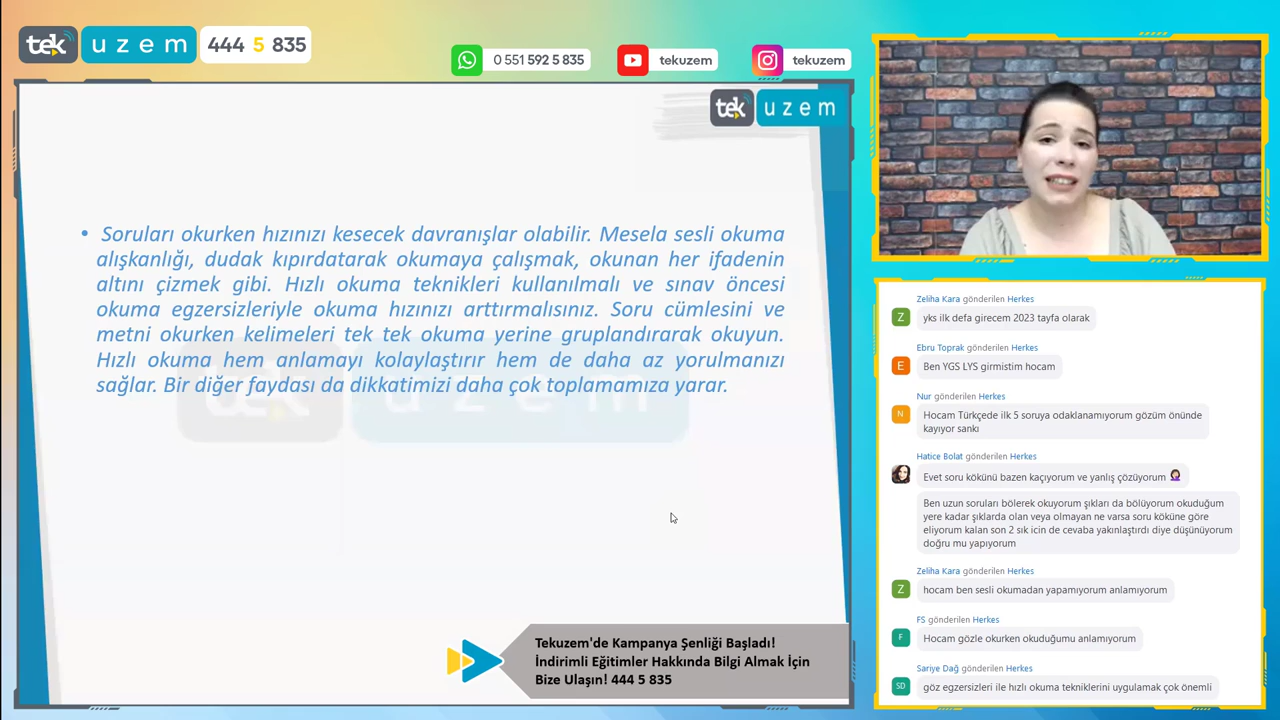 tek uzem 444 5 835
0 551 592 5 835
tekuzem
tekuzem
tek uzem
• Soruları okurken hızınızı kesecek davranışlar olabilir. Mesela sesli okuma
alışkanlığı, dudak kıpırdatarak okumaya çalışmak, okunan her ifadenin
altını çizmek gibi. Hızlı okuma teknikleri kullanılmalı ve sınav öncesi
okuma egzersizleriyle okuma hızınızı arttırmalısınız. Soru cümlesini ve
metni okurken kelimeleri tek tek okuma yerine gruplandırarak okuyun.
Hızlı okuma hem anlamayı kolaylaştırır hem de daha az yorulmanızı
sağlar. Bir diğer faydası da dikkatimizi daha çok toplamamıza yarar.
tek uzem
Tekuzem'de Kampanya Şenliği Başladı!
İndirimli Eğitimler Hakkında Bilgi Almak İçin
Bize Ulaşın! 444 5 835
Zeliha Kara gönderilen Herkes
Z
yks ilk defa girecem 2023 tayfa olarak
Ebru Toprak gönderilen Herkes
E
Ben YGS LYS girmistim hocam
Nur gönderilen Herkes
N
Hocam Türkçede ilk 5 soruya odaklanamıyorum gözüm önünde
kayıyor sankı
Hatice Bolat gönderilen Herkes
Evet soru kökünü bazen kaçıyorum ve yanlış çözüyorum
Ben uzun soruları bölerek okuyorum şıkları da bölüyorum okuduğum
yere kadar şıklarda olan veya olmayan ne varsa soru köküne göre
eliyorum kalan son 2 sık icin de cevaba yakınlaştırdı diye düşünüyorum
doğru mu yapıyorum
Zeliha Kara gönderilen Herkes
Z
hocam ben sesli okumadan yapamıyorum anlamıyorum
FS gönderilen Herkes
F
Hocam gözle okurken okuduğumu anlamıyorum
Sariye Dağ gönderilen Herkes
SD
göz egzersizleri ile hızlı okuma tekniklerini uygulamak çok önemli